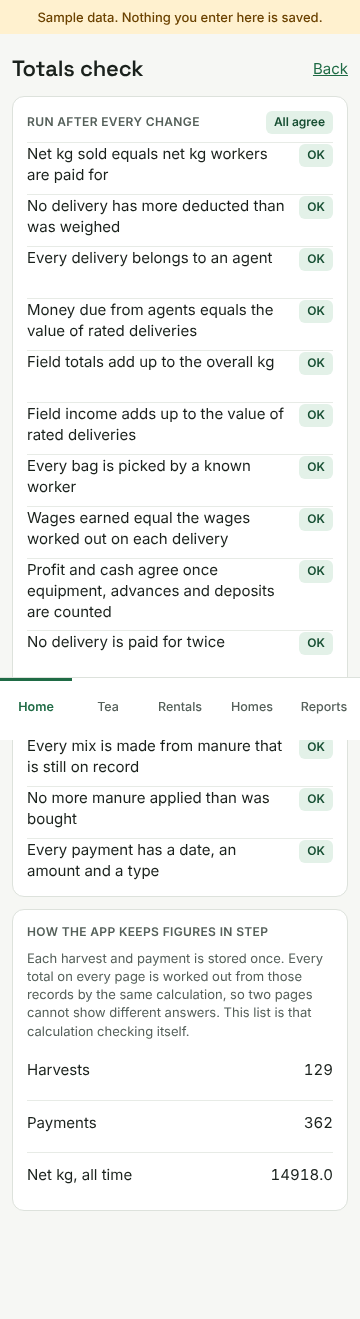 Sample data. Nothing you enter here is saved.
Totals check
Back
RUN AFTER EVERY CHANGE
All agree
Net kg sold equals net kg workers
are paid for
OK
No delivery has more deducted than
was weighed
OK
Every delivery belongs to an agent
OK
Money due from agents equals the
value of rated deliveries
OK
Field totals add up to the overall kg
OK
Field income adds up to the value of
rated deliveries
OK
Every bag is picked by a known
worker
OK
Wages earned equal the wages
worked out on each delivery
OK
Profit and cash agree once
equipment, advances and deposits
are counted
OK
No delivery is paid for twice
OK
Home
Tea
Rentals
Homes
Reports
Every mix is made from manure that
is still on record
OK
No more manure applied than was
bought
OK
Every payment has a date, an
amount and a type
OK
HOW THE APP KEEPS FIGURES IN STEP
Each harvest and payment is stored once. Every
total on every page is worked out from those
records by the same calculation, so two pages
cannot show different answers. This list is that
calculation checking itself.
Harvests
129
Payments
362
Net kg, all time
14918.0